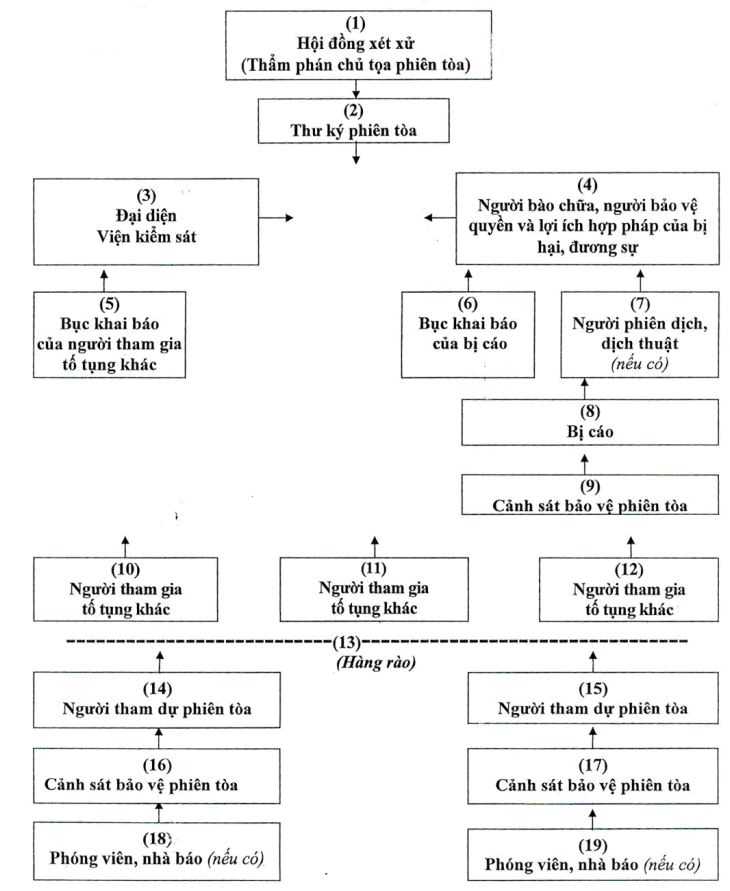 (1)
Hội đồng xét xử
(Thẩm phán chủ tọa phiên tòa)
(2)
Thư ký phiên tòa
(3)
Đại diện
Viện kiểm sát
(4)
Người bào chữa, người bảo vệ
quyền và lợi ích hợp pháp của bị
hại, đương sự
(5)
Bục khai báo
của người tham gia
tố tụng khác
(6)
Bục khai báo
của bị cáo
(7)
Người phiên dịch,
dịch thuật
(nếu có)
(8)
Bị cáo
(9)
Cảnh sát bảo vệ phiên tòa
(10)
Người tham gia
tố tụng khác
(11)
Người tham gia
tố tụng khác
(12)
Người tham gia
tố tụng khác
(13)
(Hàng rào)
(14)
Người tham dự phiên tòa
(15)
Người tham dự phiên tòa
(16)
Cảnh sát bảo vệ phiên tòa
(17)
Cảnh sát bảo vệ phiên tòa
(18)
Phóng viên, nhà báo (nếu có)
(19)
Phóng viên, nhà báo (nếu có)